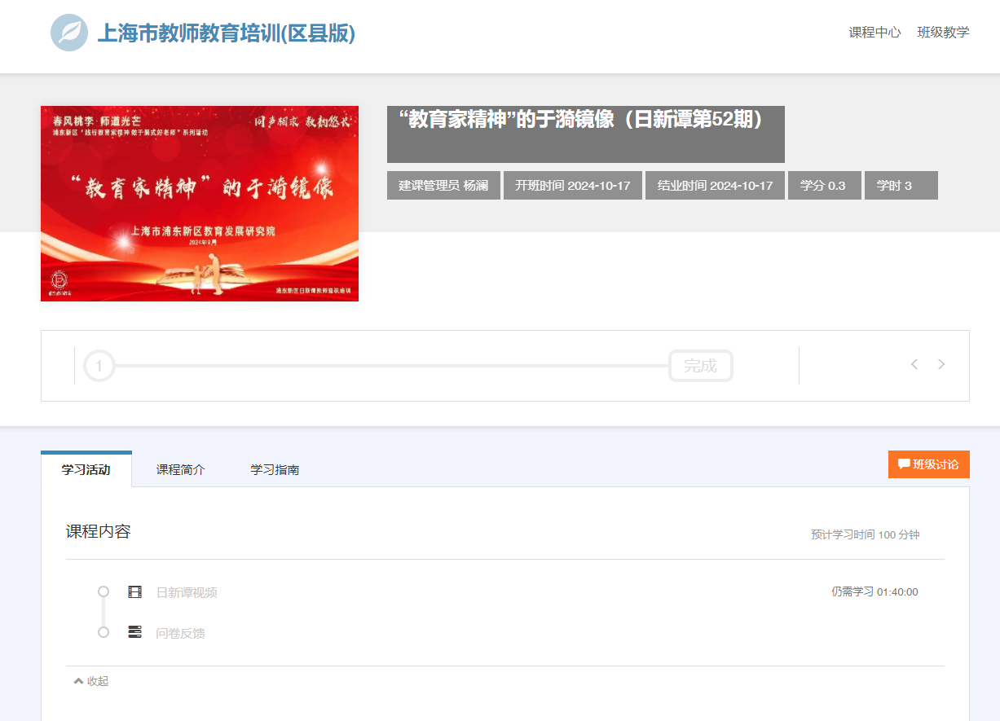 上海市教师教育培训(区县版)
课程中心 班级教学
春风桃李·师道光芒
浦东新区“践行教育家精神 做于漪式好老师”系列活动
同声相求 教构悠长
“教育家精神”的于漪镜像
上海市浦东新区教育发展研究院
2024年9月
浦东新区日新谭教师在职培训
“教育家精神”的于漪镜像（日新谭第52期）
建课管理员 杨澜
开班时间 2024-10-17
结业时间 2024-10-17
学分 0.3
学时 3
1
完成
学习活动
课程简介
学习指南
班级讨论
课程内容
预计学习时间 100 分钟
日新谭视频
仍需学习 01:40:00
问卷反馈
收起